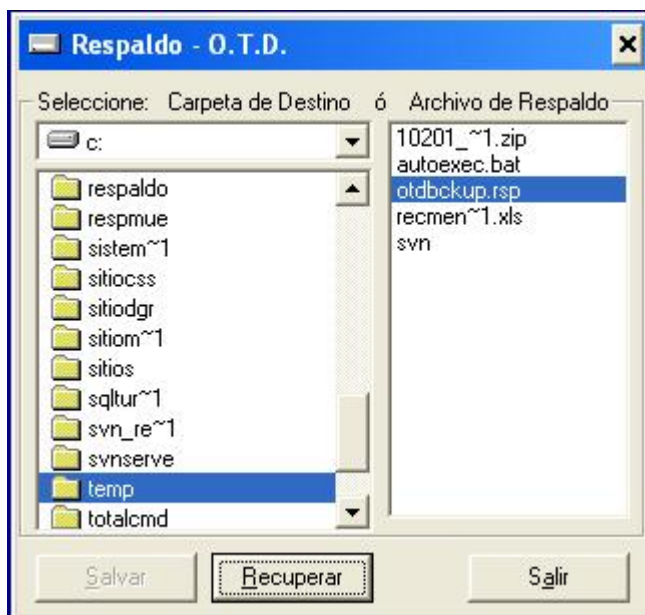 Respaldo - O.T.D.
Seleccione: Carpeta de Destino ó Archivo de Respaldo
c:
respaldo
respmue
sistem~1
sitiocss
sitiodgr
sitiom~1
sitios
sqltur~1
svn_re~1
svnserve
temp
totalcmd
10201_~1.zip
autoexec.bat
otdbckup.rsp
recmen~1.xls
svn
Salvar
Recuperar
Salir